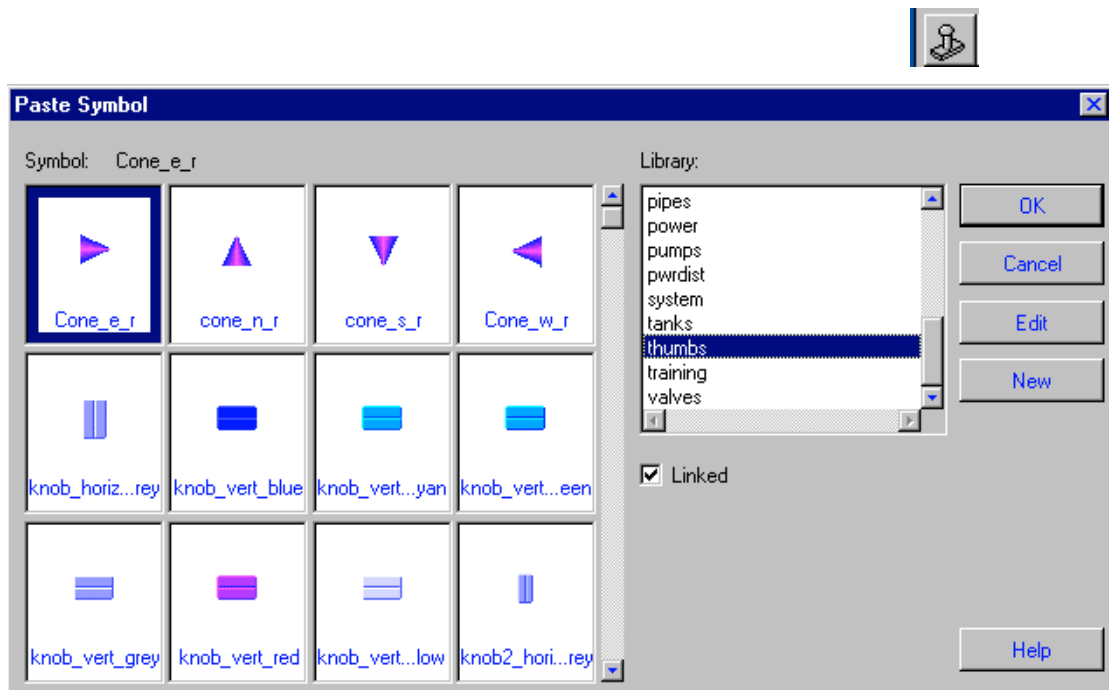 Paste Symbol
Symbol: Cone_e_r
Cone_e_r
cone_n_r
cone_s_r
Cone_w_r
knob_horiz...rey
knob_vert_blue
knob_vert...yan
knob_vert...een
knob_vert_grey
knob_vert_red
knob_vert...low
knob2_hori...rey
Library:
pipes
power
pumps
pwrdist
system
tanks
thumbs
training
valves
Linked
OK
Cancel
Edit
New
Help